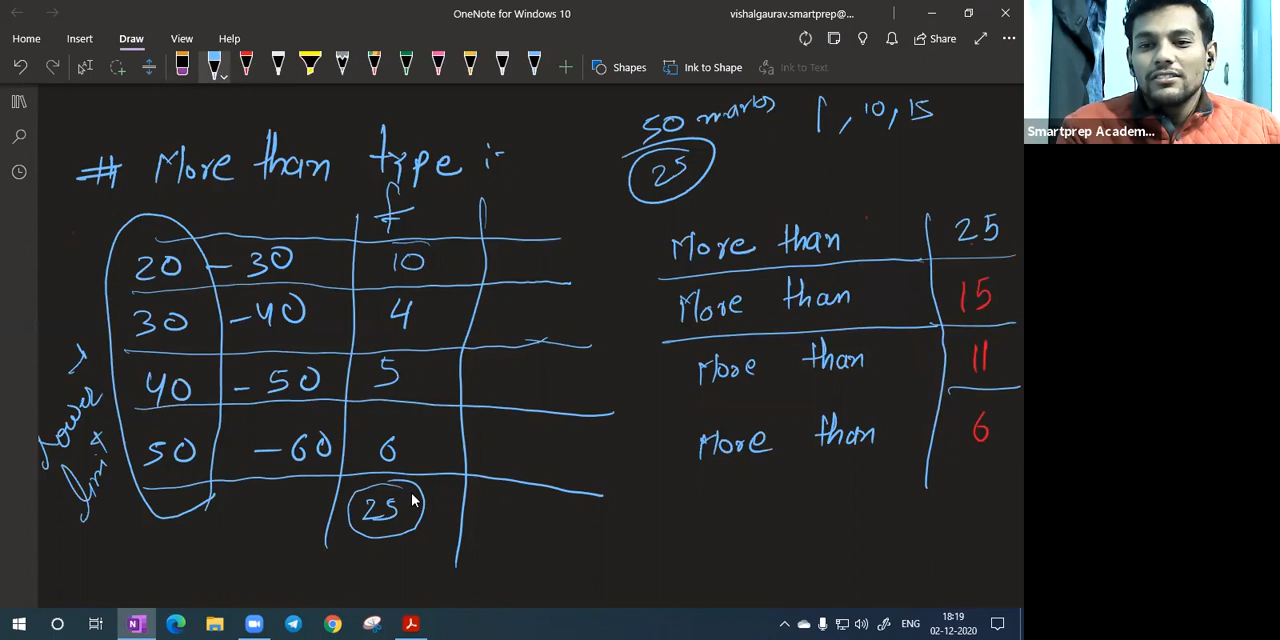 OneNote for Windows 10
vishalgaurav.smartprep@...
Home Insert Draw View Help
Share
Shapes Ink to Shape Ink to Text
50 marks 1, 10, 15
25
Smartprep Academ...
# More than type :-
f
20 - 30 10
30 - 40 4
40 - 50 5
50 - 60 6
25
Lower
limit
More than 25
More than 15
More than 11
More than 6
ENG
18:19
02-12-2020